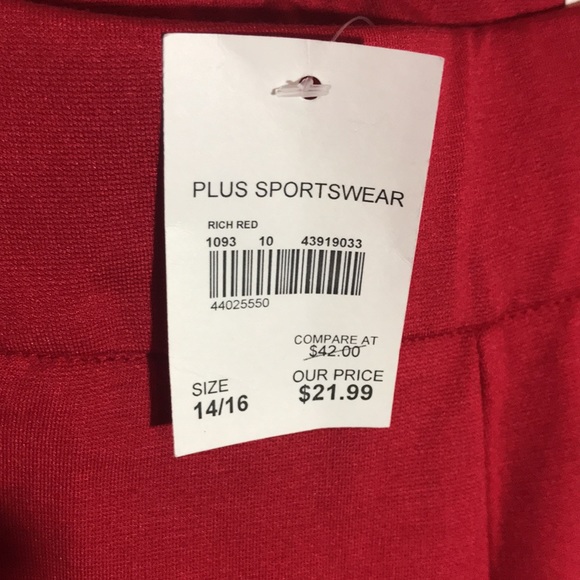 PLUS SPORTSWEAR
RICH RED
1093 10 43919033
44025550
COMPARE AT
$42.00
SIZE OUR PRICE
14/16 $21.99